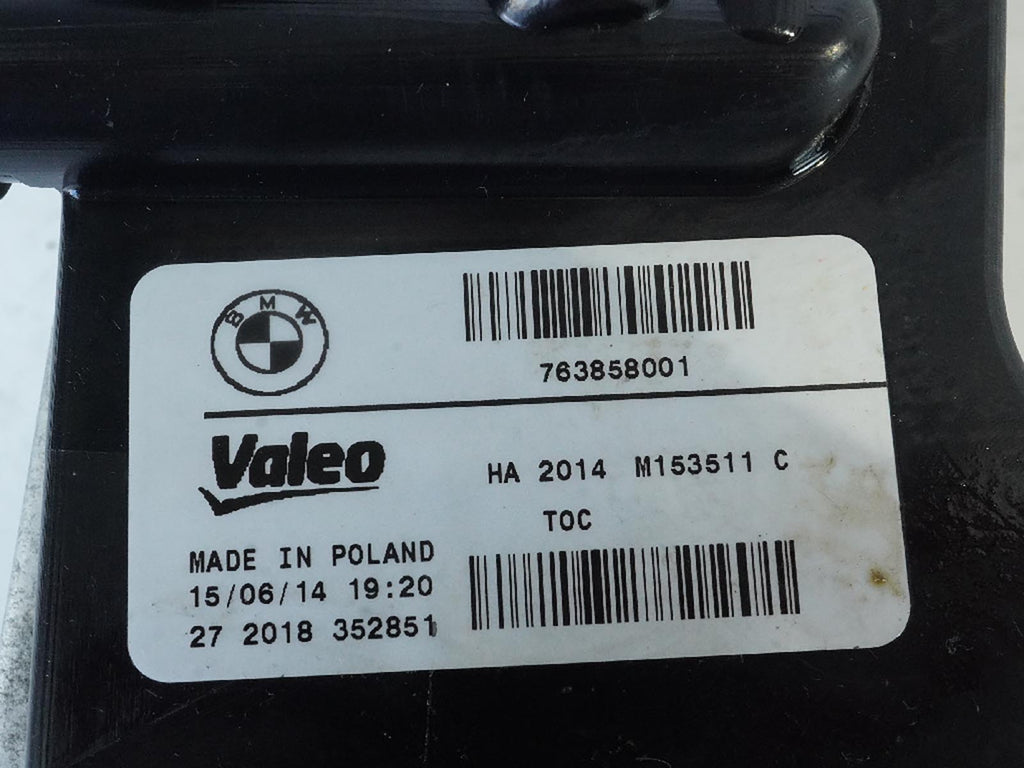 BMW
763858001
Valeo
HA 2014 M153511 C
TOC
MADE IN POLAND
15/06/14 19:20
27 2018 352851